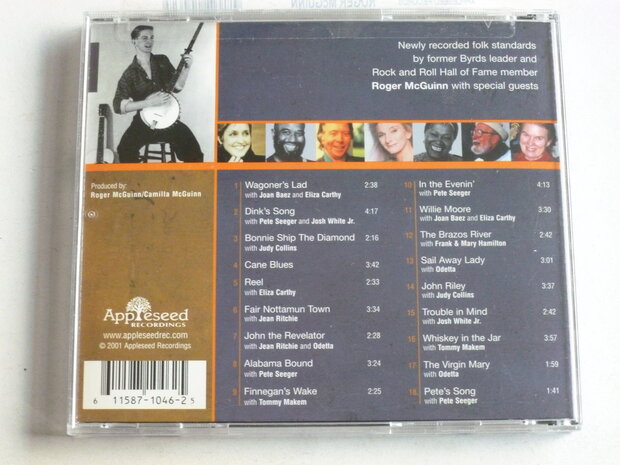 ROGER MCGUINN
Newly recorded folk standards
by former Byrds leader and
Rock and Roll Hall of Fame member
Roger McGuinn with special guests
Produced by:
Roger McGuinn/Camilla McGuinn
1 Wagoner's Lad 2:38
with Joan Baez and Eliza Carthy
2 Dink's Song 4:17
with Pete Seeger and Josh White Jr.
3 Bonnie Ship The Diamond 2:16
with Judy Collins
4 Cane Blues 3:42
5 Reel 2:33
with Eliza Carthy
6 Fair Nottamun Town 3:34
with Jean Ritchie
7 John the Revelator 2:28
with Jean Ritchie and Odetta
8 Alabama Bound 3:24
with Pete Seeger
9 Finnegan's Wake 2:25
with Tommy Makem
10 In the Evenin' 4:13
with Pete Seeger
11 Willie Moore 3:30
with Joan Baez and Eliza Carthy
12 The Brazos River 2:42
with Frank & Mary Hamilton
13 Sail Away Lady 3:01
with Odetta
14 John Riley 3:37
with Judy Collins
15 Trouble in Mind 2:42
with Josh White Jr.
16 Whiskey in the Jar 3:57
with Tommy Makem
17 The Virgin Mary 1:59
with Odetta
18 Pete's Song 1:41
with Pete Seeger
Appleseed
RECORDINGS
www.appleseedrec.com
© 2001 Appleseed Recordings
6 11587-1046-2 5